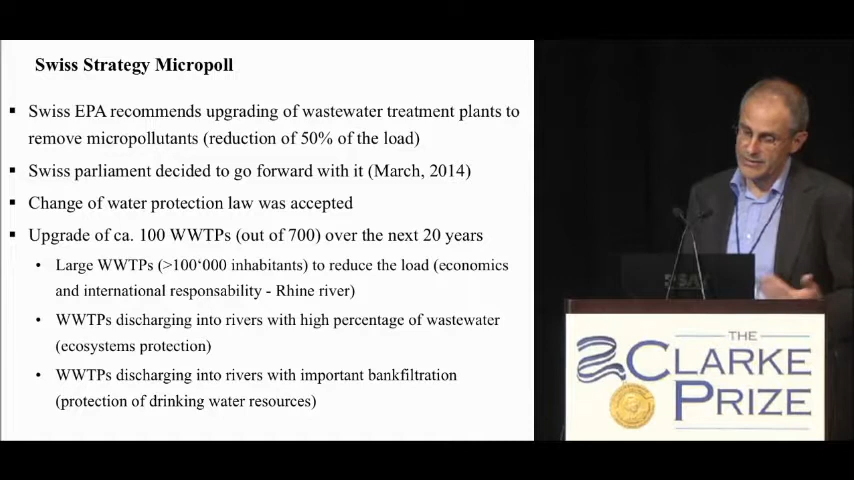 Swiss Strategy Micropoll
▪ Swiss EPA recommends upgrading of wastewater treatment plants to
remove micropollutants (reduction of 50% of the load)
▪ Swiss parliament decided to go forward with it (March, 2014)
▪ Change of water protection law was accepted
▪ Upgrade of ca. 100 WWTPs (out of 700) over the next 20 years
• Large WWTPs (>100‘000 inhabitants) to reduce the load (economics
and international responsability - Rhine river)
• WWTPs discharging into rivers with high percentage of wastewater
(ecosystems protection)
• WWTPs discharging into rivers with important bankfiltration
(protection of drinking water resources)
THE
CLARKE
PRIZE